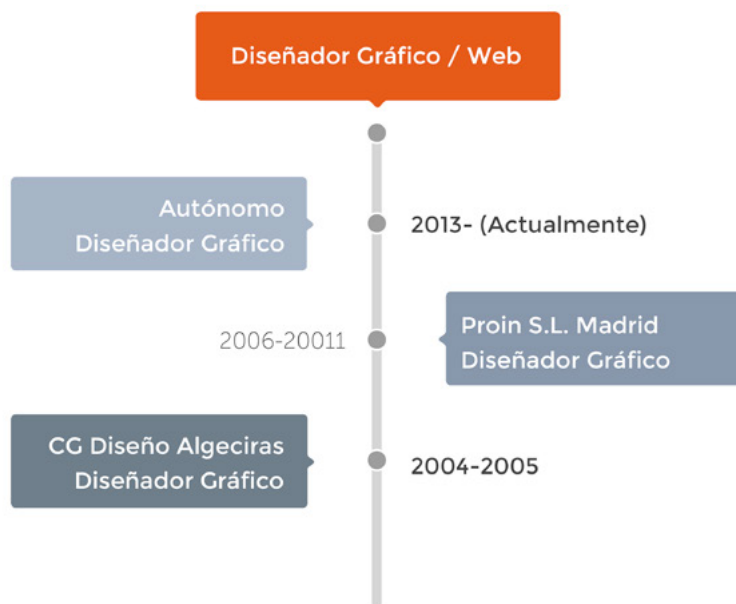 Diseñador Gráfico / Web
Autónomo
Diseñador Gráfico
2013- (Actualmente)
2006-20011
Proin S.L. Madrid
Diseñador Gráfico
CG Diseño Algeciras
Diseñador Gráfico
2004-2005